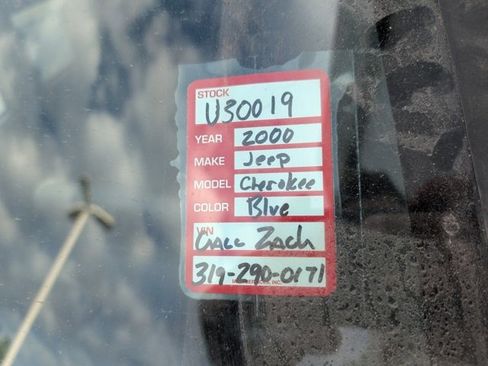 STOCK
U30019
YEAR 2000
MAKE Jeep
MODEL Cherokee
COLOR Blue
VIN
Call Zach
319-290-0171